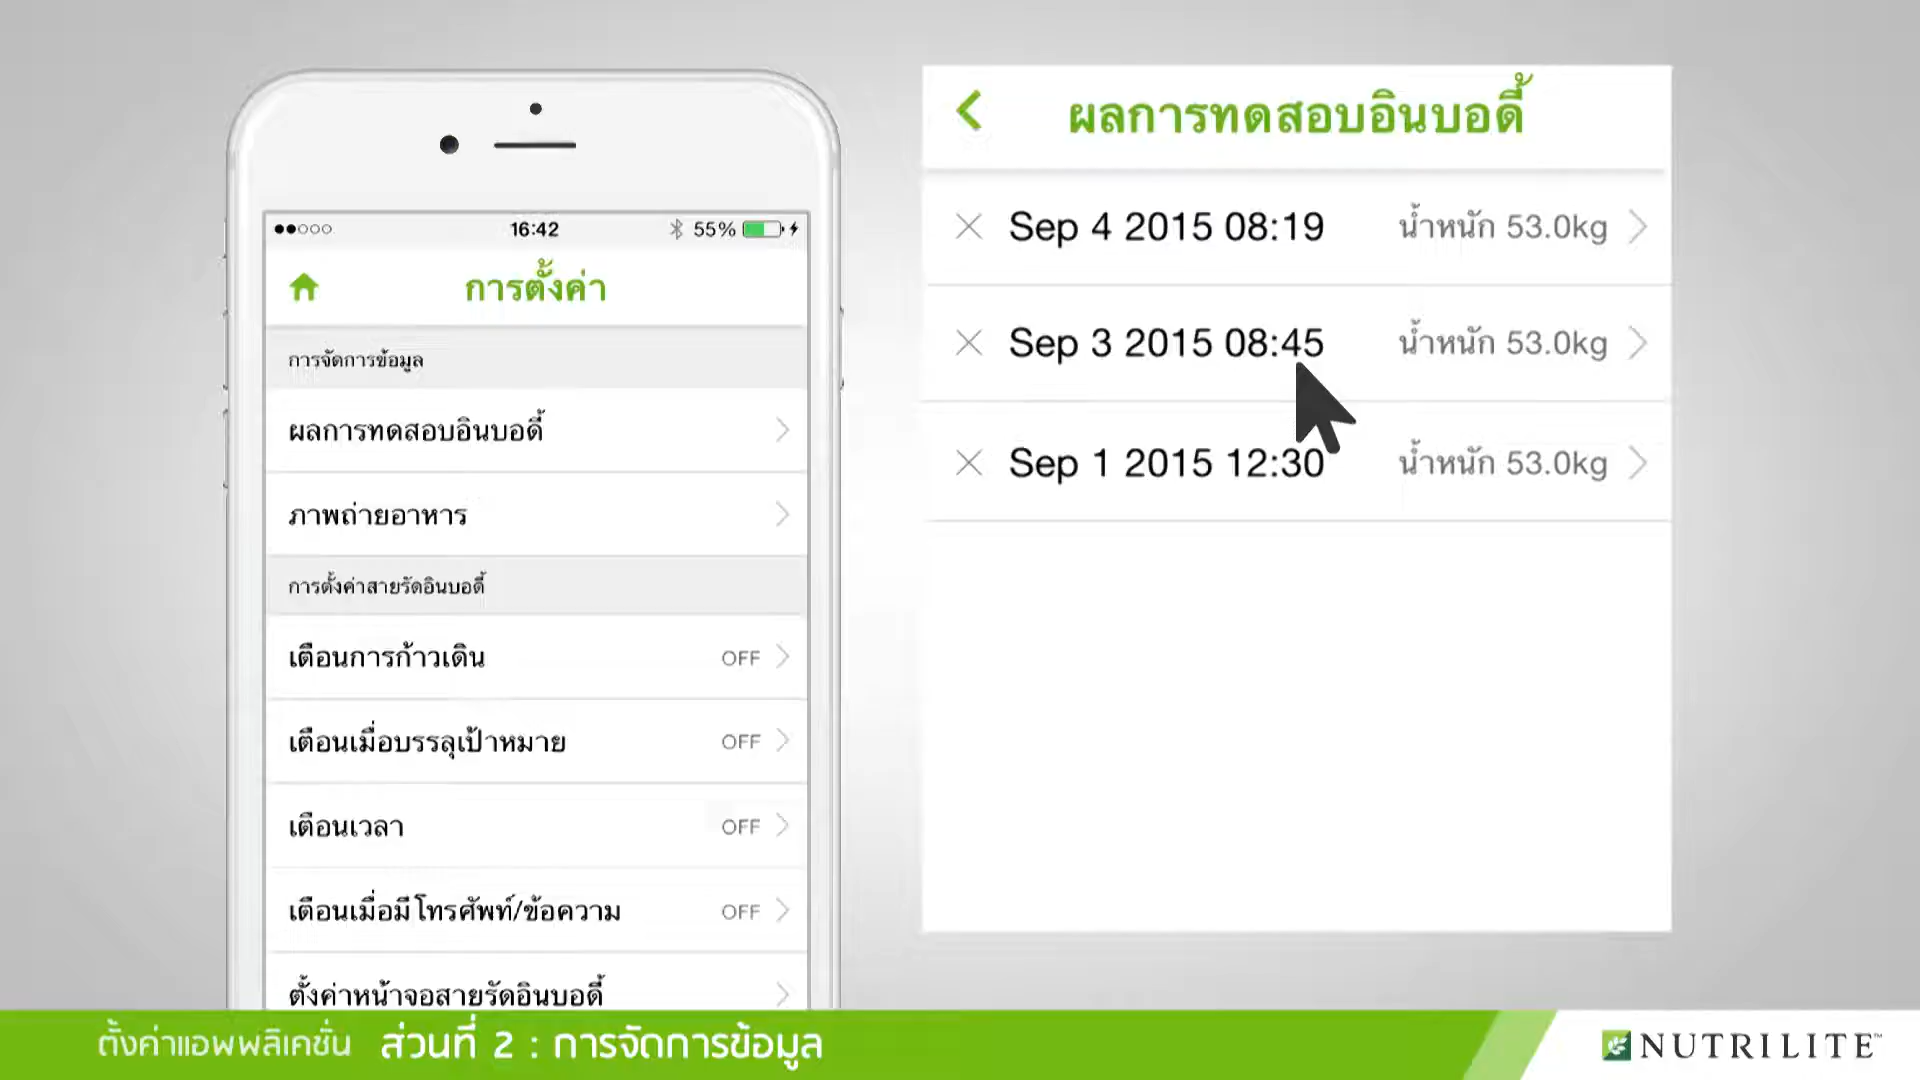 16:42
55%
การตั้งค่า
การจัดการข้อมูล
ผลการทดสอบอินบอดี้
ภาพถ่ายอาหาร
การตั้งค่าสายรัดอินบอดี้
เตือนการก้าวเดิน OFF
เตือนเมื่อบรรลุเป้าหมาย OFF
เตือนเวลา OFF
เตือนเมื่อมีโทรศัพท์/ข้อความ OFF
ตั้งค่าหน้าจอสายรัดอินบอดี้
ผลการทดสอบอินบอดี้
Sep 4 2015 08:19 น้ำหนัก 53.0kg
Sep 3 2015 08:45 น้ำหนัก 53.0kg
Sep 1 2015 12:30 น้ำหนัก 53.0kg
ตั้งค่าแอพพลิเคชั่น ส่วนที่ 2 : การจัดการข้อมูล
NUTRILITE™